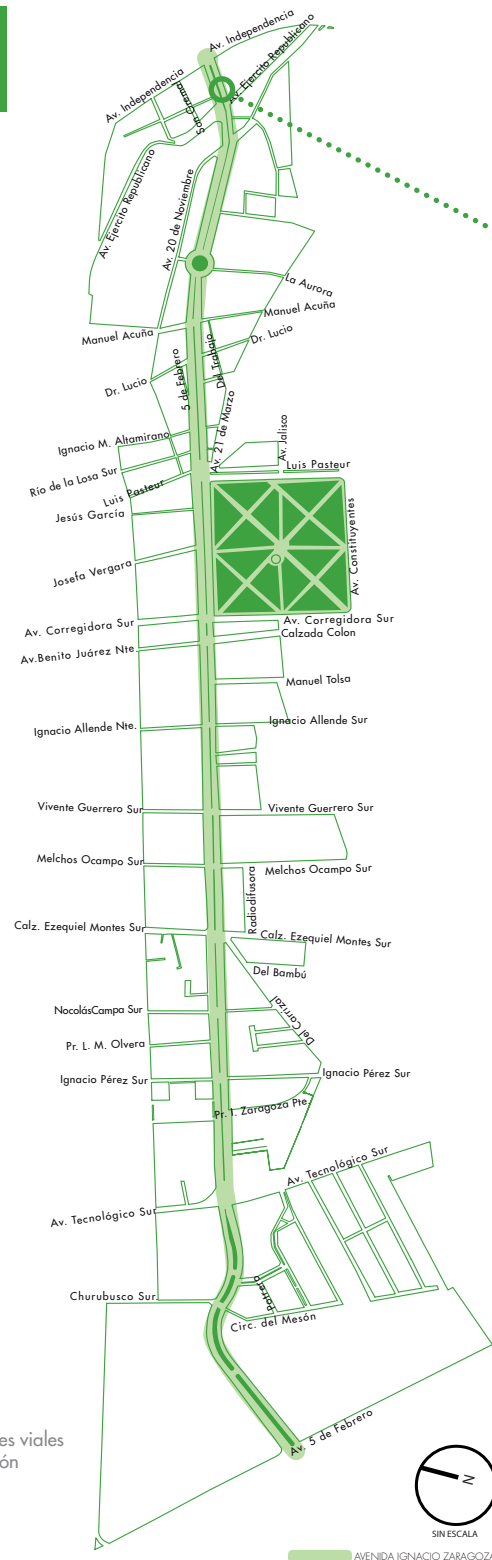 Av. Independencia
Av. Ejercito Republicano
Av. Independencia
San Cremal
Av. Ejercito Republicano
Av. 20 de Noviembre
La Aurora
Manuel Acuña
Manuel Acuña
Dr. Lucio
Del Trabajo
5 de Febrero
Dr. Lucio
Av. 21 de Marzo
Av. Jalisco
Ignacio M. Altamirano
Luis Pasteur
Río de la Losa Sur
Luis Pasteur
Jesús García
Av. Constituyentes
Josefa Vergara
Av. Corregidora Sur
Av. Corregidora Sur
Calzada Colon
Av.Benito Juárez Nte.
Manuel Tolsa
Ignacio Allende Nte.
Ignacio Allende Sur
Vivente Guerrero Sur
Vivente Guerrero Sur
Melchos Ocampo Sur
Melchos Ocampo Sur
Radiodifusora
Calz. Ezequiel Montes Sur
Calz. Ezequiel Montes Sur
Del Bambú
NocolásCampa Sur
Del Carrizal
Pr. L. M. Olvera
Ignacio Pérez Sur
Ignacio Pérez Sur
Pr. I. Zaragoza Pte.
Av. Tecnológico Sur
Av. Tecnológico Sur
Churubusco Sur
Potrero
Circ. del Mesón
Av. 5 de Febrero
es viales
ón
N
SIN ESCALA
AVENIDA IGNACIO ZARAGOZA